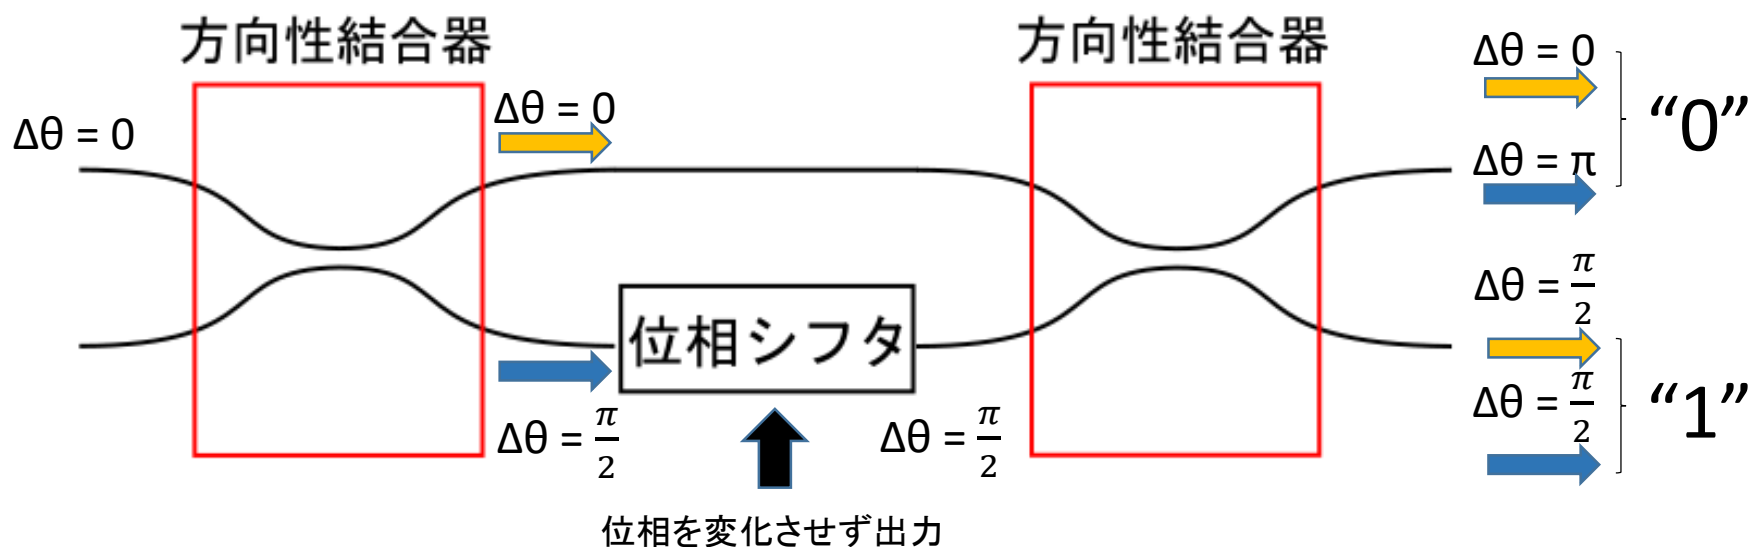 方向性結合器
方向性結合器
Δθ = 0
Δθ = 0
Δθ = 0
“0”
Δθ = π
位相シフタ
Δθ = π/2
Δθ = π/2
Δθ = π/2
Δθ = π/2
“1”
位相を変化させず出力